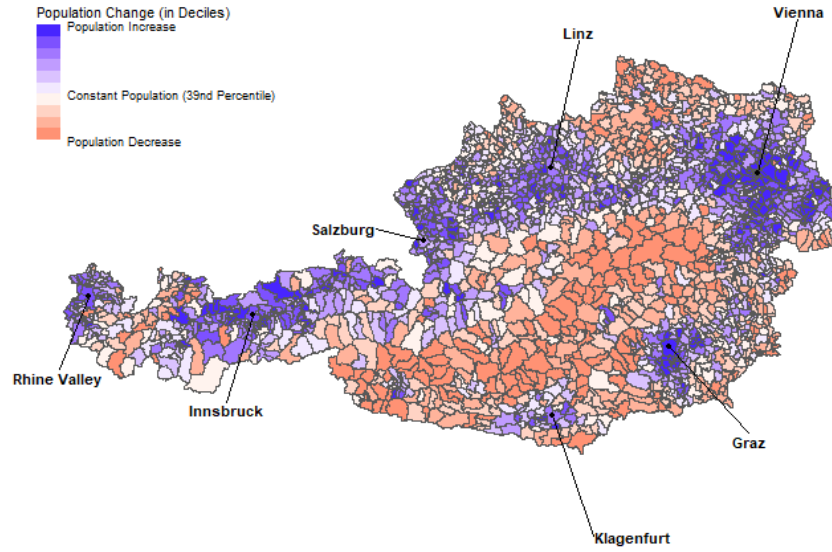 Population Change (in Deciles)
Population Increase
Constant Population (39nd Percentile)
Population Decrease
Vienna
Linz
Salzburg
Rhine Valley
Innsbruck
Graz
Klagenfurt